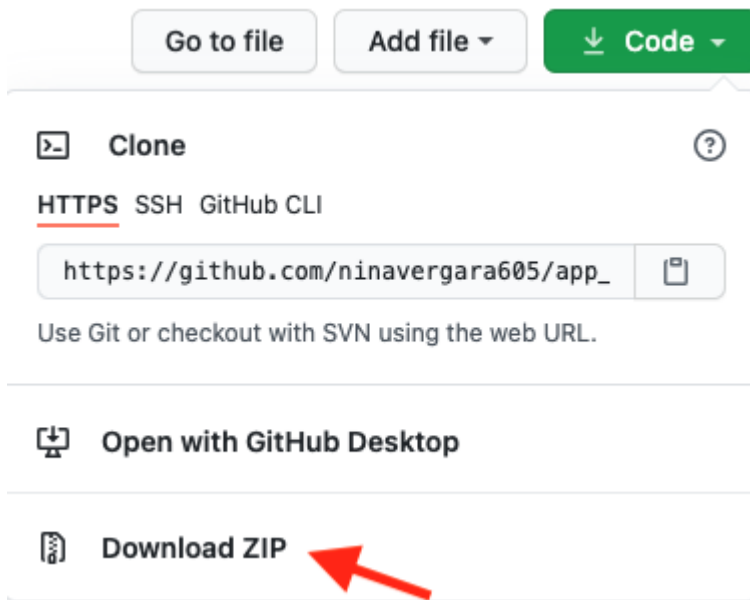 Go to file Add file Code
Clone
HTTPS SSH GitHub CLI
https://github.com/ninavergara605/app_
Use Git or checkout with SVN using the web URL.
Open with GitHub Desktop
Download ZIP